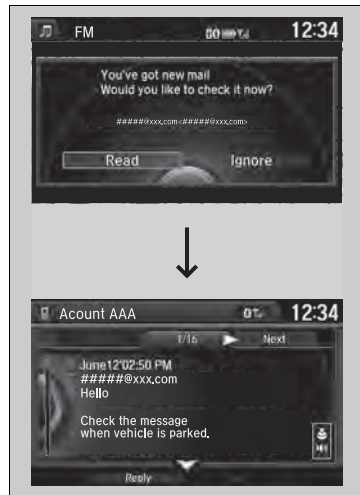 FM
12:34
You've got new mail
Would you like to check it now?
#####@xxx.com<#####@xxx.com>
Read
Ignore
Acount AAA
12:34
1/16
Next
June12'02:50 PM
#####@xxx.com
Hello
Check the message
when vehicle is parked.
Reply